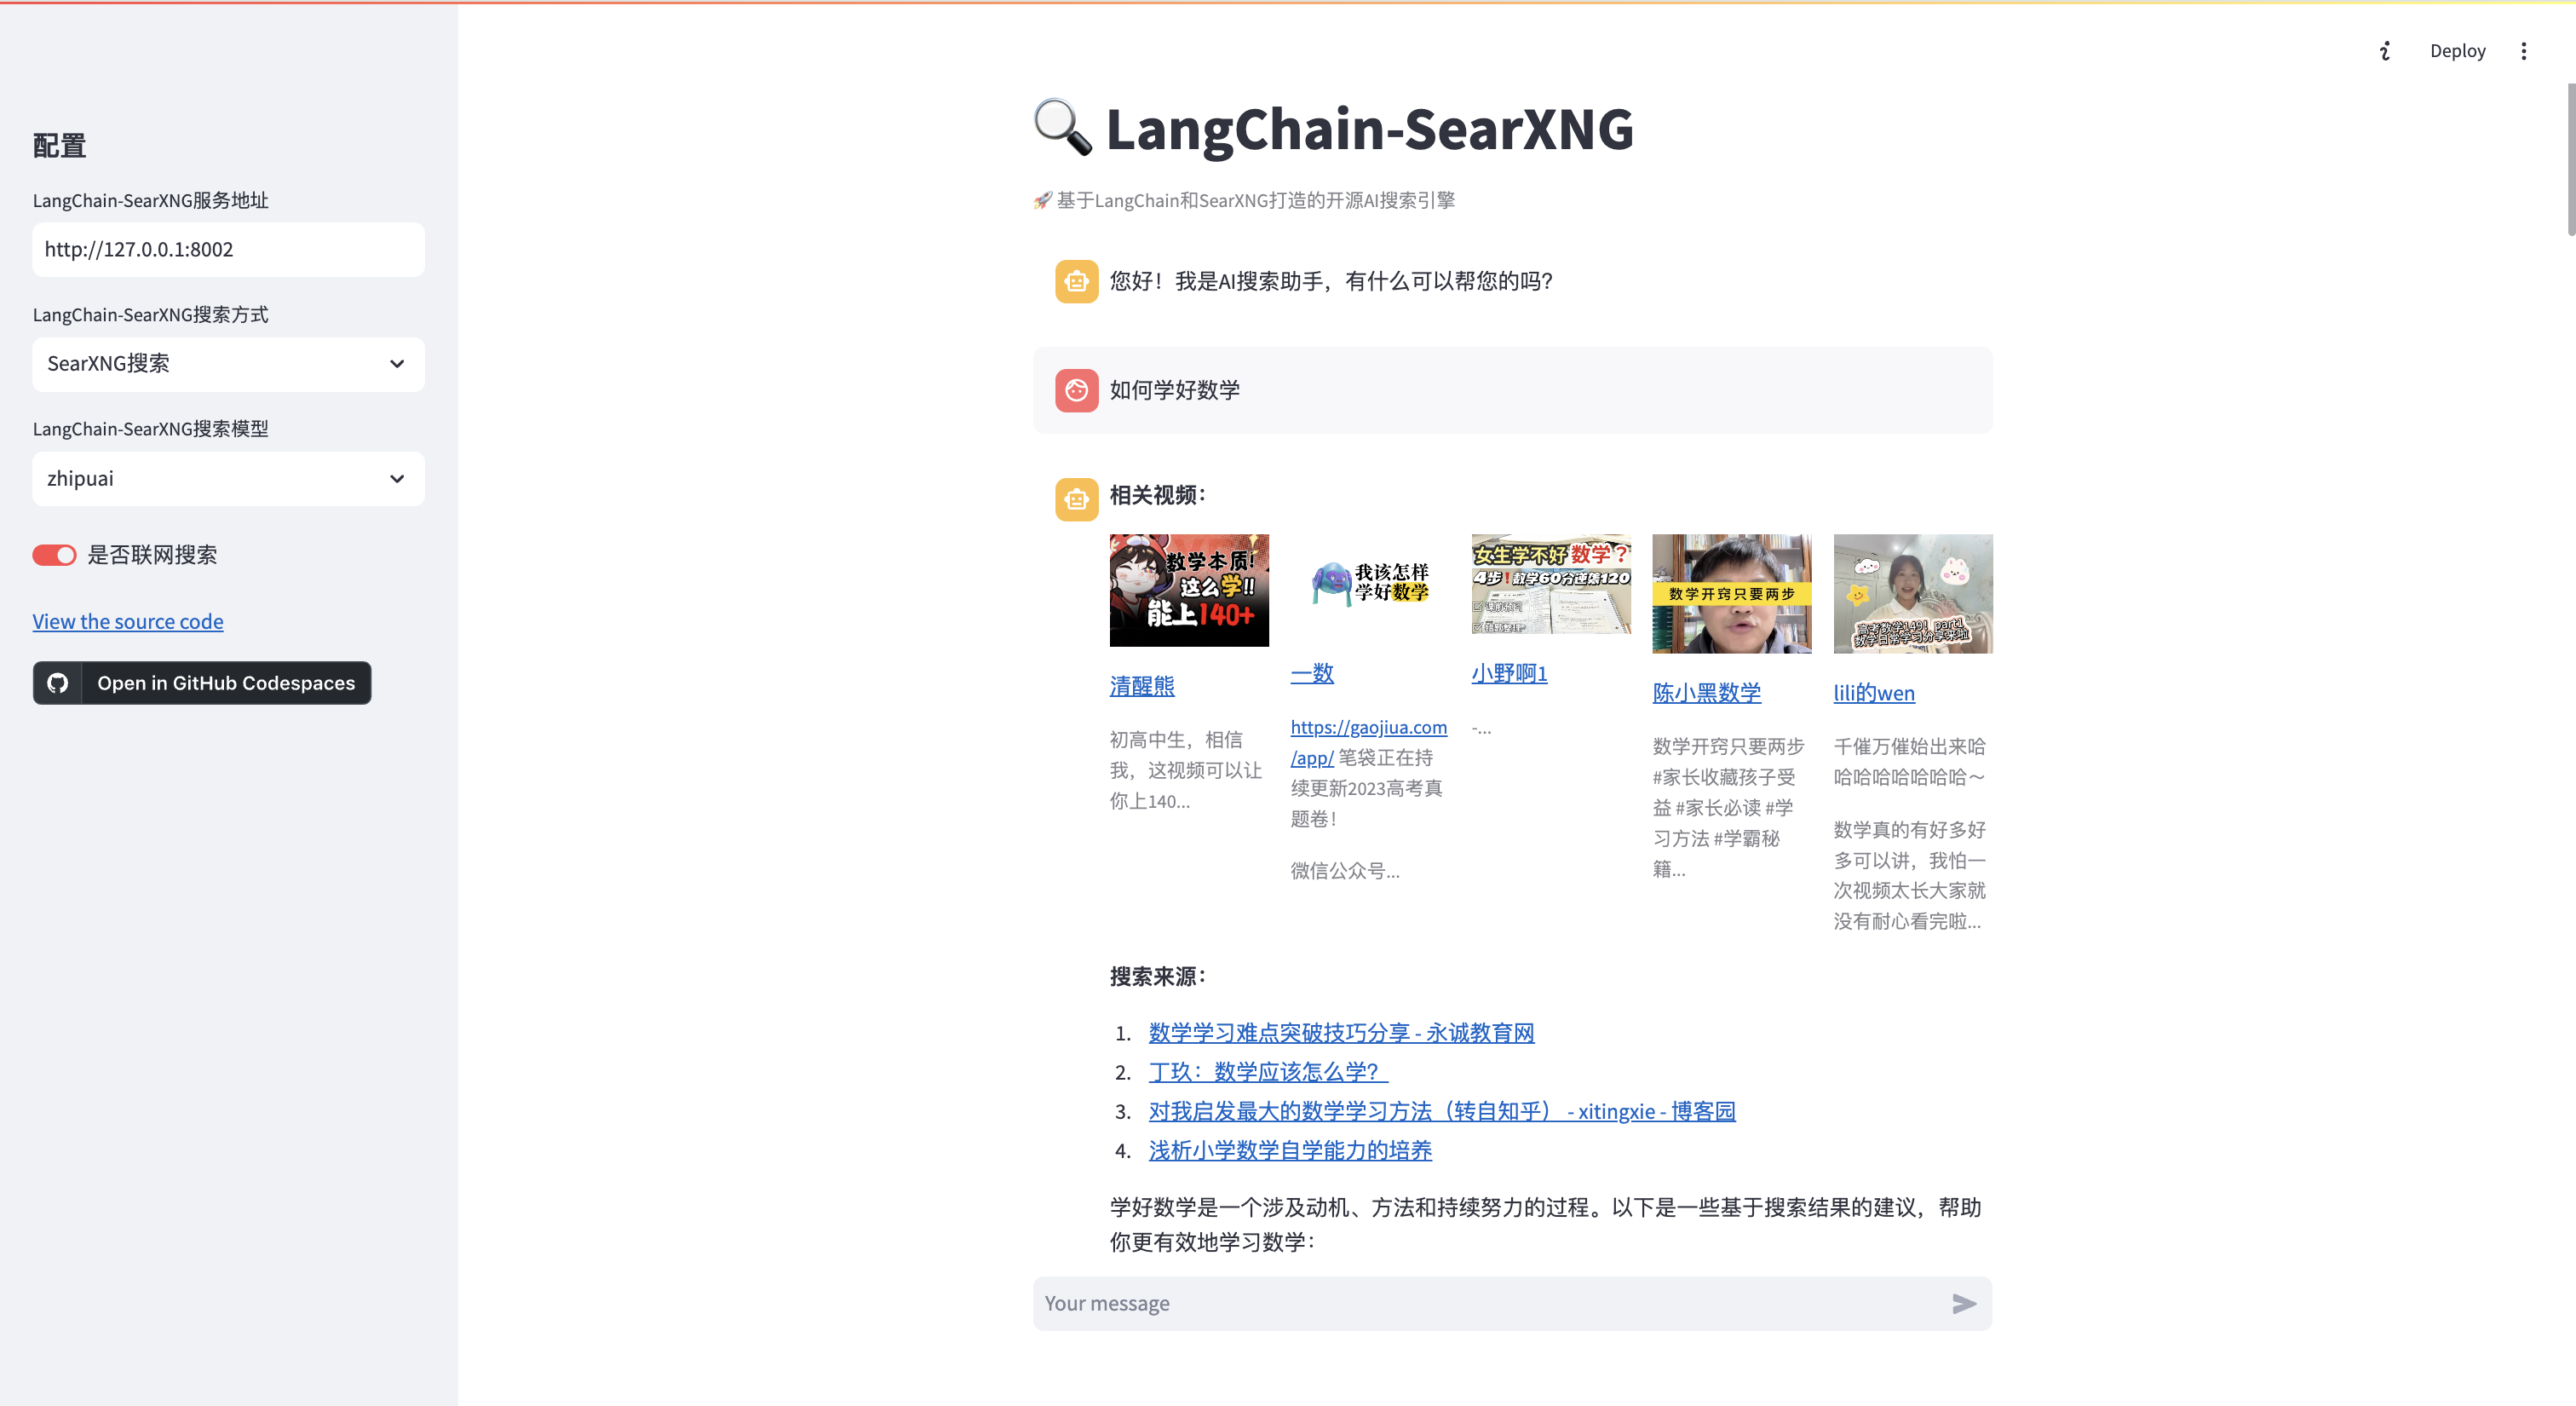 Deploy
配置
LangChain-SearXNG服务地址
http://127.0.0.1:8002
LangChain-SearXNG搜索方式
SearXNG搜索
LangChain-SearXNG搜索模型
zhipuai
是否联网搜索
View the source code
Open in GitHub Codespaces
LangChain-SearXNG
基于LangChain和SearXNG打造的开源AI搜索引擎
您好！我是AI搜索助手，有什么可以帮您的吗？
如何学好数学
相关视频：
数学本质!
这么学!!
能上140+
清醒熊
初高中生，相信
我，这视频可以让
你上140...
我该怎样
学好数学
一数
https://gaojiua.com
/app/ 笔袋正在持
续更新2023高考真
题卷！
微信公众号...
女生学不好数学？
4步！数学60分逆袭120
小野啊1
-...
数学开窍只要两步
陈小黑数学
数学开窍只要两步
#家长收藏孩子受
益 #家长必读 #学
习方法 #学霸秘
籍...
高考数学149！part1
数学日常学习分享来啦
lili的wen
千催万催始出来哈
哈哈哈哈哈哈哈～
数学真的有好多好
多可以讲，我怕一
次视频太长大家就
没有耐心看完啦...
搜索来源：
1. 数学学习难点突破技巧分享 - 永诚教育网
2. 丁玖：数学应该怎么学？
3. 对我启发最大的数学学习方法（转自知乎） - xitingxie - 博客园
4. 浅析小学数学自学能力的培养
学好数学是一个涉及动机、方法和持续努力的过程。以下是一些基于搜索结果的建议，帮助
你更有效地学习数学：
Your message